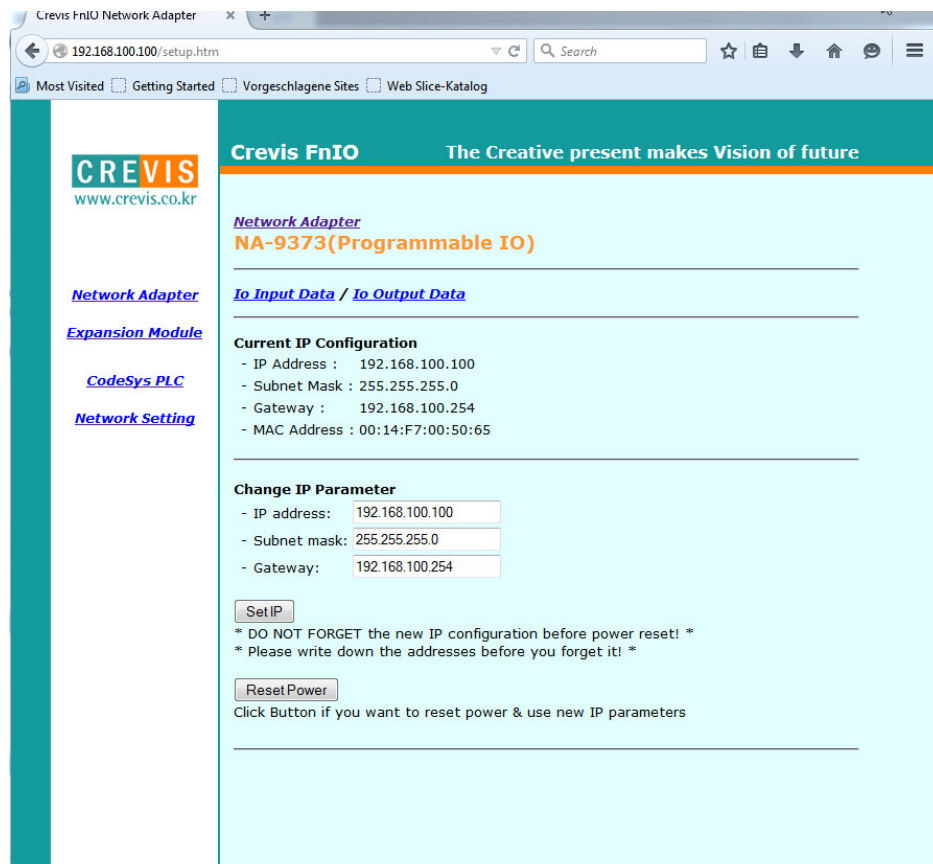 Crevis FnIO Network Adapter × +
192.168.100.100/setup.htm Search
Most Visited Getting Started Vorgeschlagene Sites Web Slice-Katalog
CREVIS
www.crevis.co.kr
Crevis FnIO The Creative present makes Vision of future
Network Adapter
Expansion Module
CodeSys PLC
Network Setting
Network Adapter
NA-9373(Programmable IO)
Io Input Data / Io Output Data
Current IP Configuration
- IP Address : 192.168.100.100
- Subnet Mask : 255.255.255.0
- Gateway : 192.168.100.254
- MAC Address : 00:14:F7:00:50:65
Change IP Parameter
- IP address: 192.168.100.100
- Subnet mask: 255.255.255.0
- Gateway: 192.168.100.254
Set IP
* DO NOT FORGET the new IP configuration before power reset! *
* Please write down the addresses before you forget it! *
Reset Power
Click Button if you want to reset power & use new IP parameters